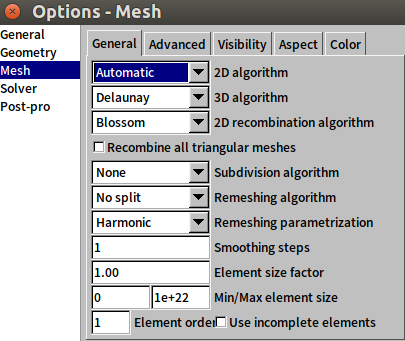 Options - Mesh
General
Geometry
Mesh
Solver
Post-pro
General Advanced Visibility Aspect Color
Automatic 2D algorithm
Delaunay 3D algorithm
Blossom 2D recombination algorithm
Recombine all triangular meshes
None Subdivision algorithm
No split Remeshing algorithm
Harmonic Remeshing parametrization
1 Smoothing steps
1.00 Element size factor
0 1e+22 Min/Max element size
1 Element order Use incomplete elements